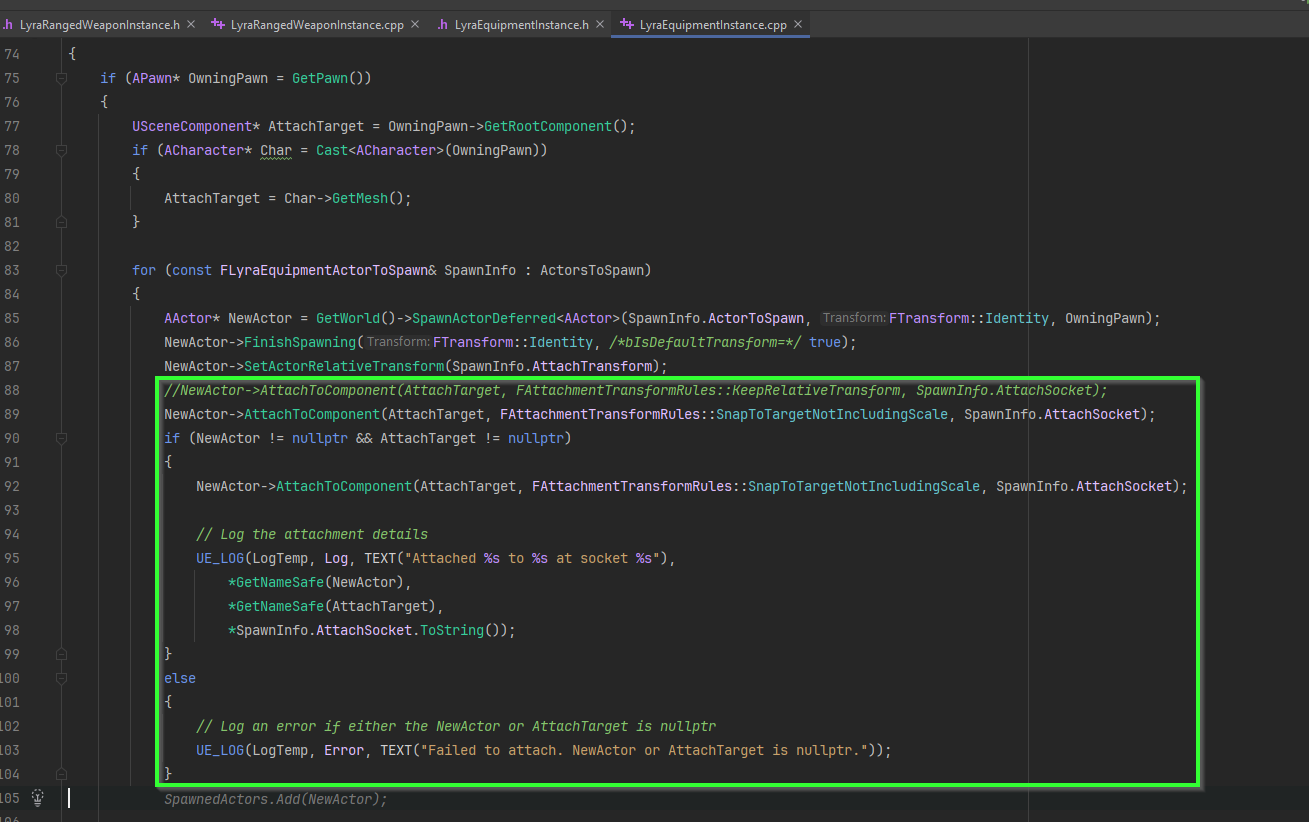 LyraRangedWeaponInstance.h LyraRangedWeaponInstance.cpp LyraEquipmentInstance.h LyraEquipmentInstance.cpp
74 {
75 if (APawn* OwningPawn = GetPawn())
76 {
77 USceneComponent* AttachTarget = OwningPawn->GetRootComponent();
78 if (ACharacter* Char = Cast<ACharacter>(OwningPawn))
79 {
80 AttachTarget = Char->GetMesh();
81 }
82
83 for (const FLyraEquipmentActorToSpawn& SpawnInfo : ActorsToSpawn)
84 {
85 AActor* NewActor = GetWorld()->SpawnActorDeferred<AActor>(SpawnInfo.ActorToSpawn, Transform: FTransform::Identity, OwningPawn);
86 NewActor->FinishSpawning(Transform: FTransform::Identity, /*bIsDefaultTransform=*/ true);
87 NewActor->SetActorRelativeTransform(SpawnInfo.AttachTransform);
88 //NewActor->AttachToComponent(AttachTarget, FAttachmentTransformRules::KeepRelativeTransform, SpawnInfo.AttachSocket);
89 NewActor->AttachToComponent(AttachTarget, FAttachmentTransformRules::SnapToTargetNotIncludingScale, SpawnInfo.AttachSocket);
90 if (NewActor != nullptr && AttachTarget != nullptr)
91 {
92 NewActor->AttachToComponent(AttachTarget, FAttachmentTransformRules::SnapToTargetNotIncludingScale, SpawnInfo.AttachSocket);
93
94 // Log the attachment details
95 UE_LOG(LogTemp, Log, TEXT("Attached %s to %s at socket %s"),
96 *GetNameSafe(NewActor),
97 *GetNameSafe(AttachTarget),
98 *SpawnInfo.AttachSocket.ToString());
99 }
100 else
101 {
102 // Log an error if either the NewActor or AttachTarget is nullptr
103 UE_LOG(LogTemp, Error, TEXT("Failed to attach. NewActor or AttachTarget is nullptr."));
104 }
105 SpawnedActors.Add(NewActor);